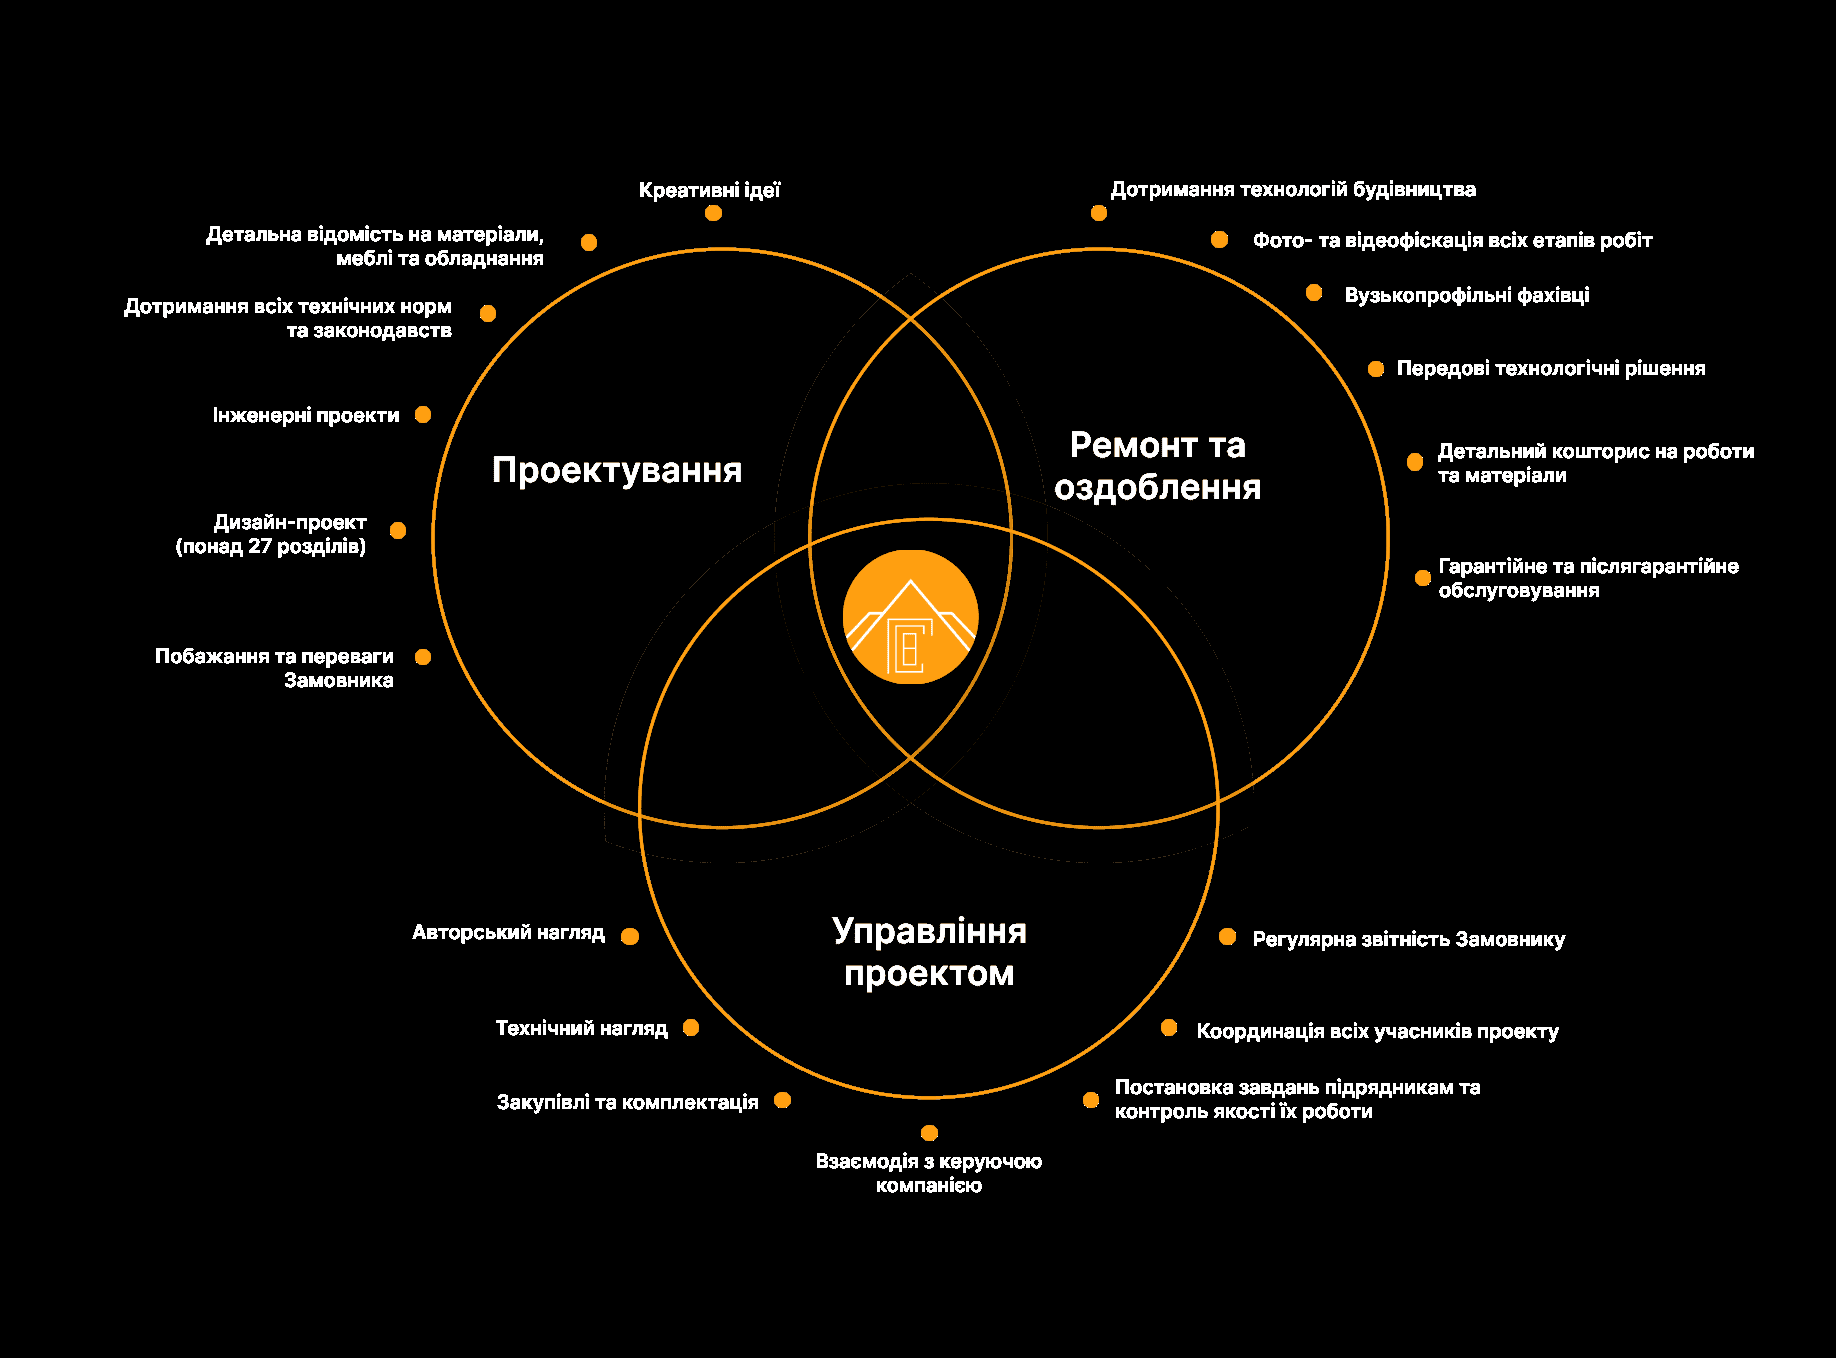 Креативні ідеї
Детальна відомість на матеріали,
меблі та обладнання
Дотримання всіх технічних норм
та законодавств
Інженерні проекти
Дизайн-проект
(понад 27 розділів)
Побажання та переваги
Замовника
Проектування
Дотримання технологій будівництва
Фото- та відеофіскація всіх етапів робіт
Вузькопрофільні фахівці
Передові технологічні рішення
Детальний кошторис на роботи
та матеріали
Гарантійне та післягарантійне
обслуговування
Ремонт та
оздоблення
Управління
проектом
Авторський нагляд
Технічний нагляд
Закупівлі та комплектація
Взаємодія з керуючою
компанією
Регулярна звітність Замовнику
Координація всіх учасників проекту
Постановка завдань підрядникам та
контроль якості їх роботи